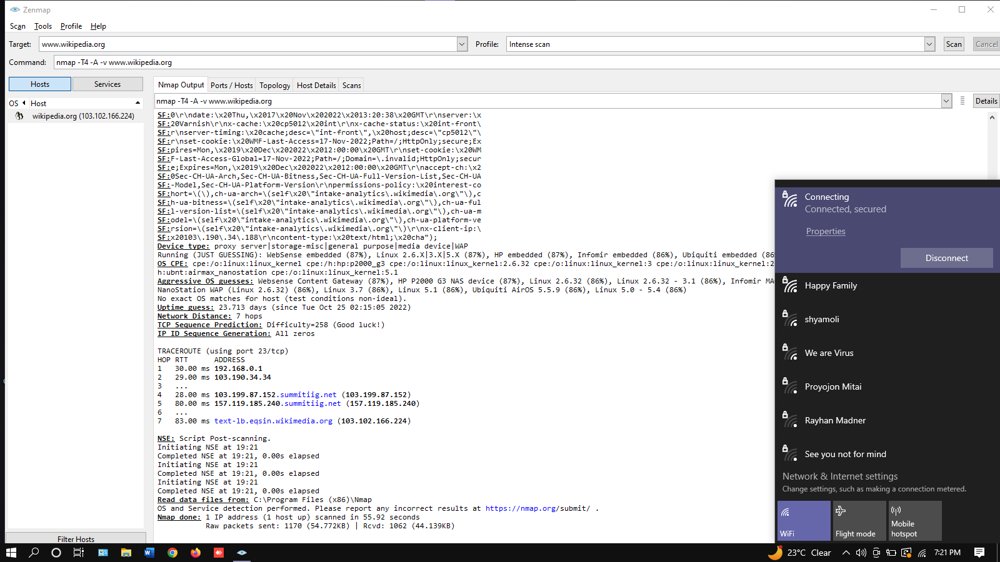 Zenmap
Scan Tools Profile Help
Target: www.wikipedia.org Profile: Intense scan Scan Cancel
Command: nmap -T4 -A -v www.wikipedia.org
Hosts Services
Nmap Output Ports / Hosts Topology Host Details Scans
OS Host
nmap -T4 -A -v www.wikipedia.org Details
wikipedia.org (103.102.166.224)
SF:0\r\ndate:\x20Thu,\x2017\x20Nov\x202022\x2013:20:38\x20GMT\r\nserver:\x
SF:20Varnish\r\nx-cache:\x20cp5012\x20int\r\nx-cache-status:\x20int-front\
SF:r\nserver-timing:\x20cache;desc=\"int-front\",\x20host;desc=\"cp5012\"\
SF:r\nset-cookie:\x20WMF-Last-Access=17-Nov-2022;Path=/;HttpOnly;secure;Ex
SF:pires=Mon,\x2019\x20Dec\x202022\x2012:00:00\x20GMT\r\nset-cookie:\x20WM
SF:F-Last-Access-Global=17-Nov-2022;Path=/;Domain=\.invalid;HttpOnly;secur
SF:e;Expires=Mon,\x2019\x20Dec\x202022\x2012:00:00\x20GMT\r\naccept-ch:\x2
SF:0Sec-CH-UA-Arch,Sec-CH-UA-Bitness,Sec-CH-UA-Full-Version-List,Sec-CH-UA
SF:-Model,Sec-CH-UA-Platform-Version\r\npermissions-policy:\x20interest-co
SF:hort=\(\),ch-ua-arch=\(self\x20\"intake-analytics\.wikimedia\.org\"\),c
SF:h-ua-bitness=\(self\x20\"intake-analytics\.wikimedia\.org\"\),ch-ua-ful
SF:l-version-list=\(self\x20\"intake-analytics\.wikimedia\.org\"\),ch-ua-m
SF:odel=\(self\x20\"intake-analytics\.wikimedia\.org\"\),ch-ua-platform-ve
SF:rsion=\(self\x20\"intake-analytics\.wikimedia\.org\"\)\r\nx-client-ip:\
SF:x20103\.190\.34\.188\r\ncontent-type:\x20text/html;\x20cha");
Device type: proxy server|storage-misc|general purpose|media device|WAP
Running (JUST GUESSING): WebSense embedded (87%), Linux 2.6.X|3.X|5.X (87%), HP embedded (87%), Infomir embedded (86%), Ubiquiti embedded (86
OS CPE: cpe:/o:linux:linux_kernel cpe:/h:hp:p2000_g3 cpe:/o:linux:linux_kernel:2.6.32 cpe:/o:linux:linux_kernel:3 cpe:/o:linux:linux_kernel:2
h:ubnt:airmax_nanostation cpe:/o:linux:linux_kernel:5.1
Aggressive OS guesses: Websense Content Gateway (87%), HP P2000 G3 NAS device (87%), Linux 2.6.32 (86%), Linux 2.6.32 - 3.1 (86%), Infomir MA
NanoStation WAP (Linux 2.6.32) (86%), Linux 3.7 (86%), Linux 5.1 (86%), Ubiquiti AirOS 5.5.9 (86%), Linux 5.0 - 5.4 (86%)
No exact OS matches for host (test conditions non-ideal).
Uptime guess: 23.713 days (since Tue Oct 25 02:15:05 2022)
Network Distance: 7 hops
TCP Sequence Prediction: Difficulty=258 (Good luck!)
IP ID Sequence Generation: All zeros
TRACEROUTE (using port 23/tcp)
HOP RTT ADDRESS
1 30.00 ms 192.168.0.1
2 29.00 ms 103.190.34.34
3 ...
4 28.00 ms 103.199.87.152.summitiig.net (103.199.87.152)
5 80.00 ms 157.119.185.240.summitiig.net (157.119.185.240)
6 ...
7 83.00 ms text-lb.eqsin.wikimedia.org (103.102.166.224)
NSE: Script Post-scanning.
Initiating NSE at 19:21
Completed NSE at 19:21, 0.00s elapsed
Initiating NSE at 19:21
Completed NSE at 19:21, 0.00s elapsed
Initiating NSE at 19:21
Completed NSE at 19:21, 0.00s elapsed
Read data files from: C:\Program Files (x86)\Nmap
OS and Service detection performed. Please report any incorrect results at https://nmap.org/submit/ .
Nmap done: 1 IP address (1 host up) scanned in 55.92 seconds
Raw packets sent: 1170 (54.772KB) | Rcvd: 1062 (44.139KB)
Filter Hosts
Connecting
Connected, secured
Properties
Disconnect
Happy Family
shyamoli
We are Virus
Proyojon Mitai
Rayhan Madner
See you not for mind
Network & Internet settings
Change settings, such as making a connection metered.
WiFi
Flight mode
Mobile
hotspot
23°C Clear 7:21 PM